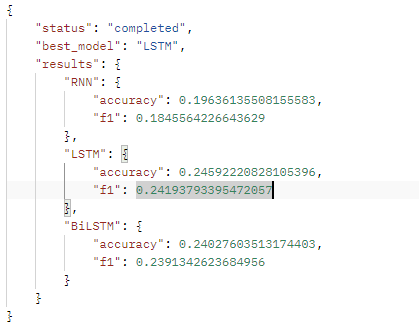 {
    "status": "completed",
    "best_model": "LSTM",
    "results": {
        "RNN": {
            "accuracy": 0.19636135508155583,
            "f1": 0.1845564226643629
        },
        "LSTM": {
            "accuracy": 0.24592220828105396,
            "f1": 0.24193793395472057
        },
        "BiLSTM": {
            "accuracy": 0.24027603513174403,
            "f1": 0.2391342623684956
        }
    }
}